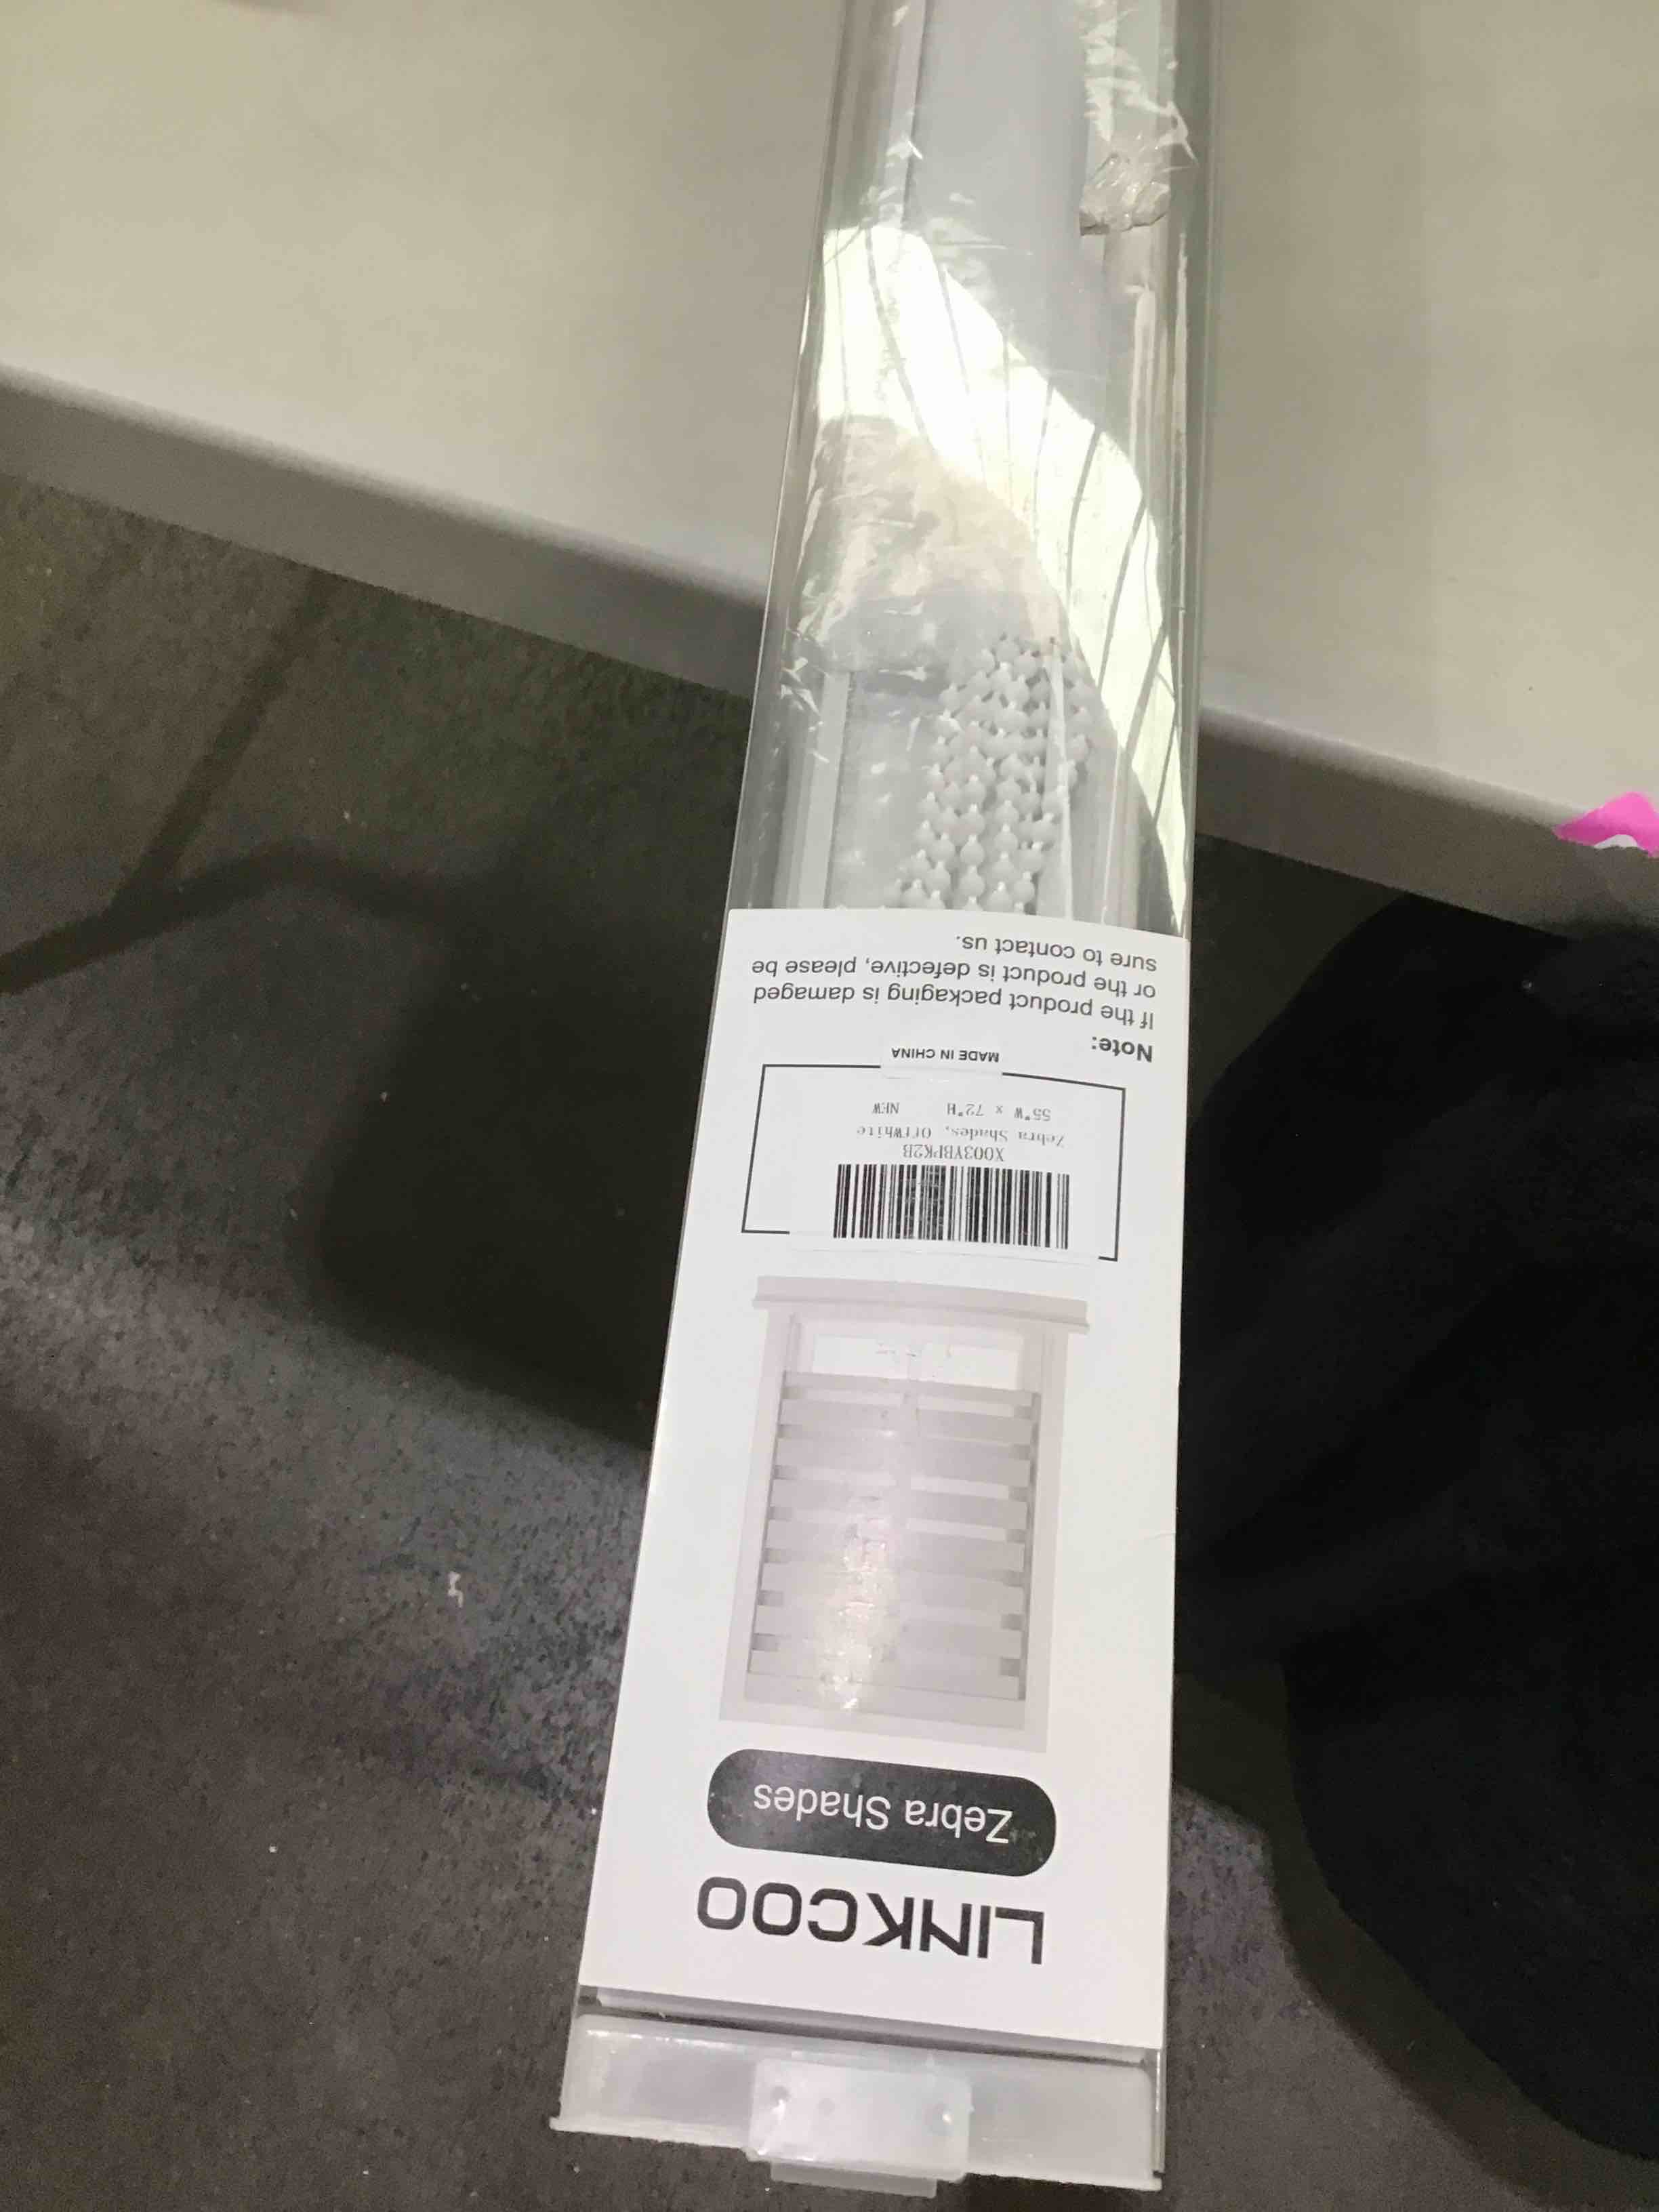 LINKCOO
Zebra Shades
X003YBPK2B
Zebra Shades, OffWhite
55"W x 72"H NEW
MADE IN CHINA
Note:
If the product packaging is damaged
or the product is defective, please be
sure to contact us.